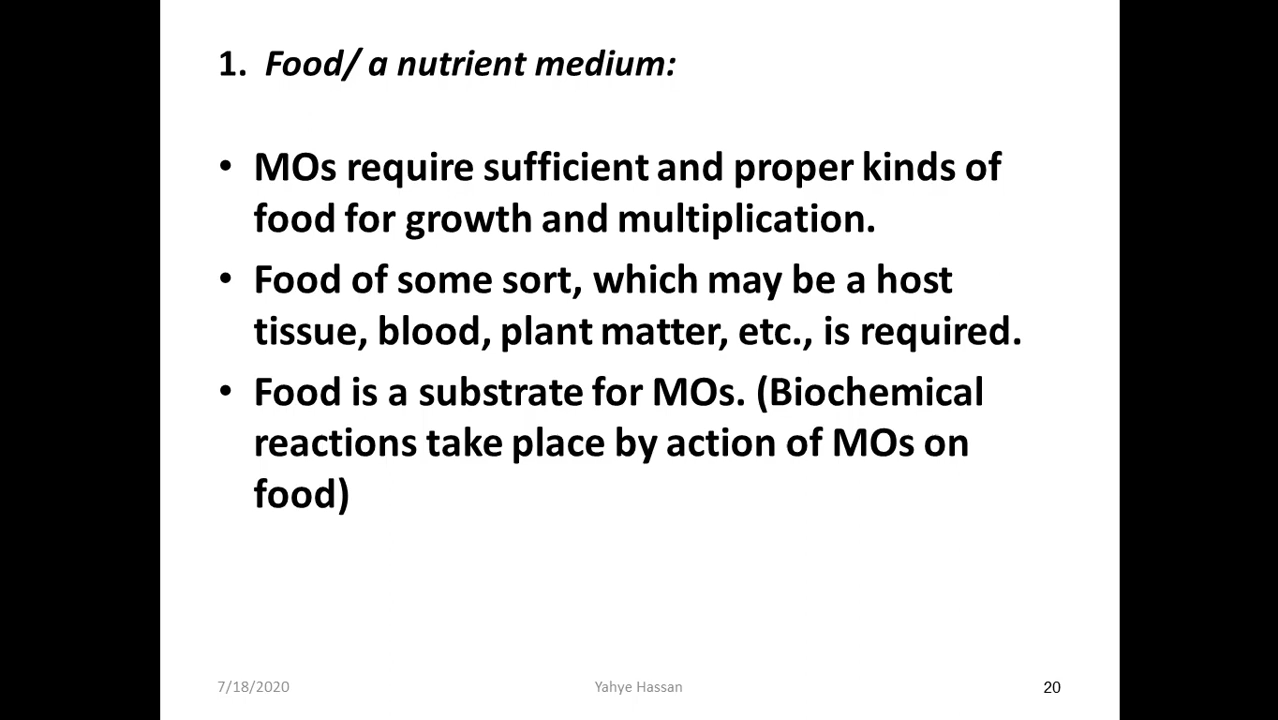 1. Food/ a nutrient medium:
• MOs require sufficient and proper kinds of
food for growth and multiplication.
• Food of some sort, which may be a host
tissue, blood, plant matter, etc., is required.
• Food is a substrate for MOs. (Biochemical
reactions take place by action of MOs on
food)
7/18/2020
Yahye Hassan
20